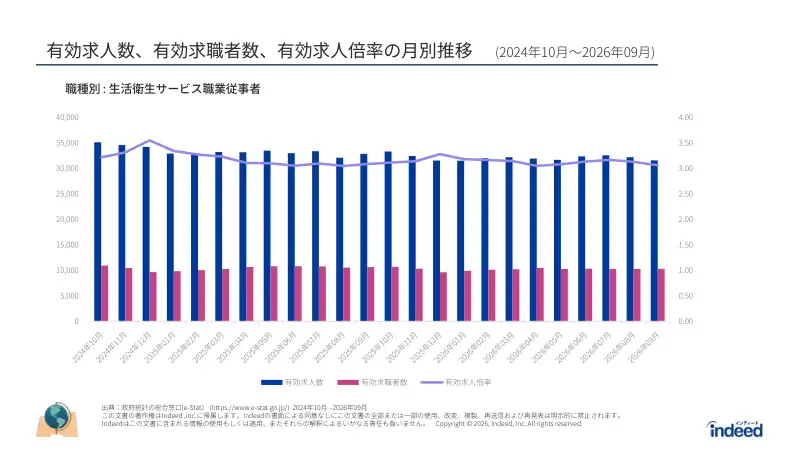 有効求人数、有効求職者数、有効求人倍率の月別推移 (2024年10月～2026年09月)
職種別 : 生活衛生サービス職業従事者
40,000
35,000
30,000
25,000
20,000
15,000
10,000
5,000
0
4.00
3.50
3.00
2.50
2.00
1.50
1.00
0.50
0.00
2024年10月
2024年11月
2024年12月
2025年01月
2025年02月
2025年03月
2025年04月
2025年05月
2025年06月
2025年07月
2025年08月
2025年09月
2025年10月
2025年11月
2025年12月
2026年01月
2026年02月
2026年03月
2026年04月
2026年05月
2026年06月
2026年07月
2026年08月
2026年09月
有効求人数 有効求職者数 有効求人倍率
出典：政府統計の総合窓口(e-Stat) (https://www.e-stat.go.jp/) 2024年10月 –2026年09月
この文書の著作権はIndeed ,inc.に帰属します。Indeedの書面による同意なしにこの文書の全部または一部の使用、改変、複製、再送信および再発表は明示的に禁止されます。
Indeedはこの文書に含まれる情報の使用もしくは適用、またそれらの解釈によるいかなる責任も負いません。 Copyright © 2026, Indeed, Inc. All rights reserved.
インディード
indeed